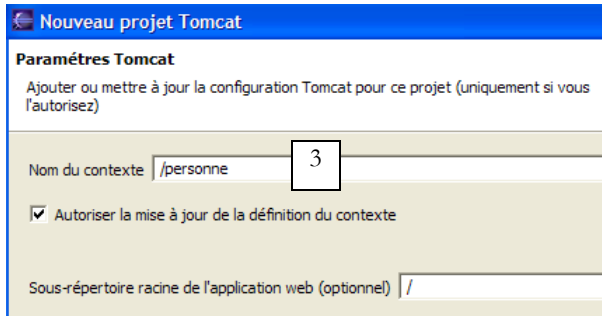 Nouveau projet Tomcat
Paramétres Tomcat
Ajouter ou mettre à jour la configuration Tomcat pour ce projet (uniquement si vous
l'autorisez)
Nom du contexte /personne
3
Autoriser la mise à jour de la définition du contexte
Sous-répertoire racine de l'application web (optionnel) /